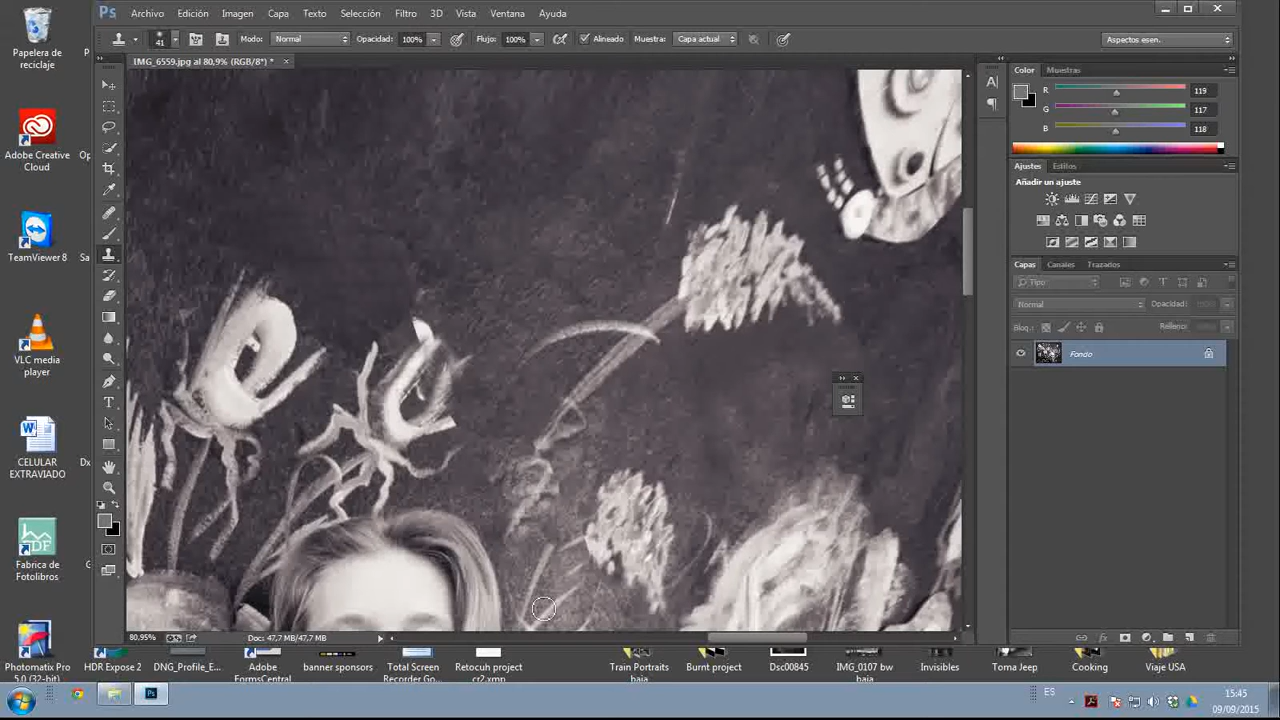 Ps Archivo Edición Imagen Capa Texto Selección Filtro 3D Vista Ventana Ayuda
41 Modo: Normal Opacidad: 100% Flujo: 100% Alineado Muestra: Capa actual Aspectos esen.
IMG_6559.jpg al 80,9% (RGB/8*) * ×
Papelera de reciclaje
Adobe Creative Cloud
TeamViewer 8
VLC media player
CELULAR EXTRAVIADO
Fabrica de Fotolibros
Photomatix Pro 5.0 (32-bit)
Color Muestras
R 119
G 117
B 118
Ajustes Estilos
Añadir un ajuste
Capas Canales Trazados
Tipo
Normal Opacidad:
Bloq.: Relleno:
Fondo
80,95% Doc: 47,7 MB/47,7 MB
HDR Expose 2
DNG_Profile_E...
Adobe FormsCentral
banner sponsors
Total Screen Recorder Go...
Retocuh project cr2.xmp
Train Portraits baja
Burnt project
Dsc00845
IMG_0107 bw baja
Invisibles
Toma Jeep
Cooking
Viaje USA
ES
15:45
09/09/2015